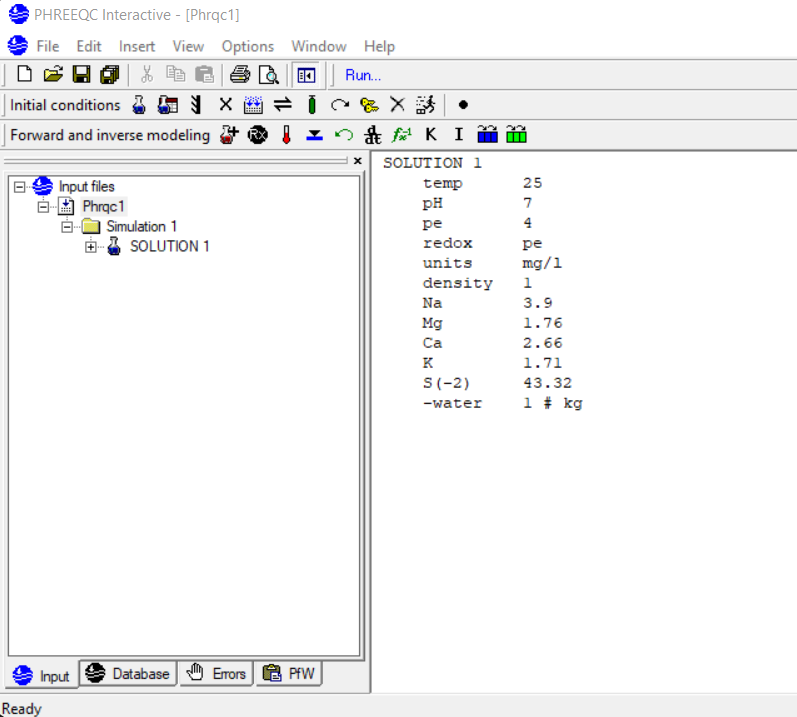 PHREEQC Interactive - [Phrqc1]
File Edit Insert View Options Window Help
Run...
Initial conditions
Forward and inverse modeling
RX
fx¹ K I
Input files
Phrqc1
Simulation 1
SOLUTION 1
SOLUTION 1
temp 25
pH 7
pe 4
redox pe
units mg/l
density 1
Na 3.9
Mg 1.76
Ca 2.66
K 1.71
S(-2) 43.32
-water 1 # kg
Input Database Errors PfW
Ready